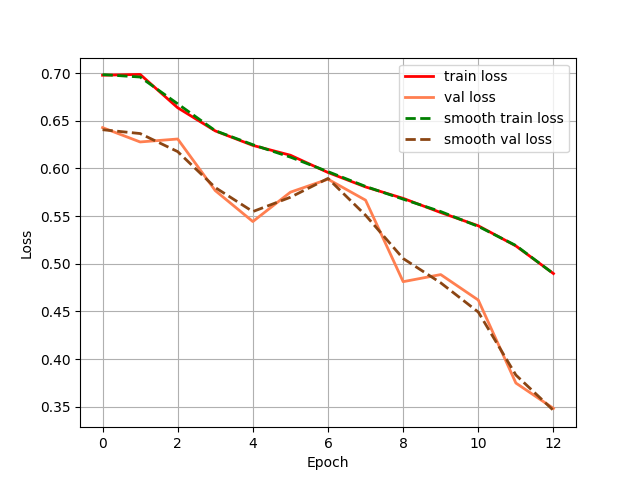 train loss
val loss
smooth train loss
smooth val loss
0.70
0.65
0.60
0.55
0.50
0.45
0.40
0.35
Loss
0 2 4 6 8 10 12
Epoch